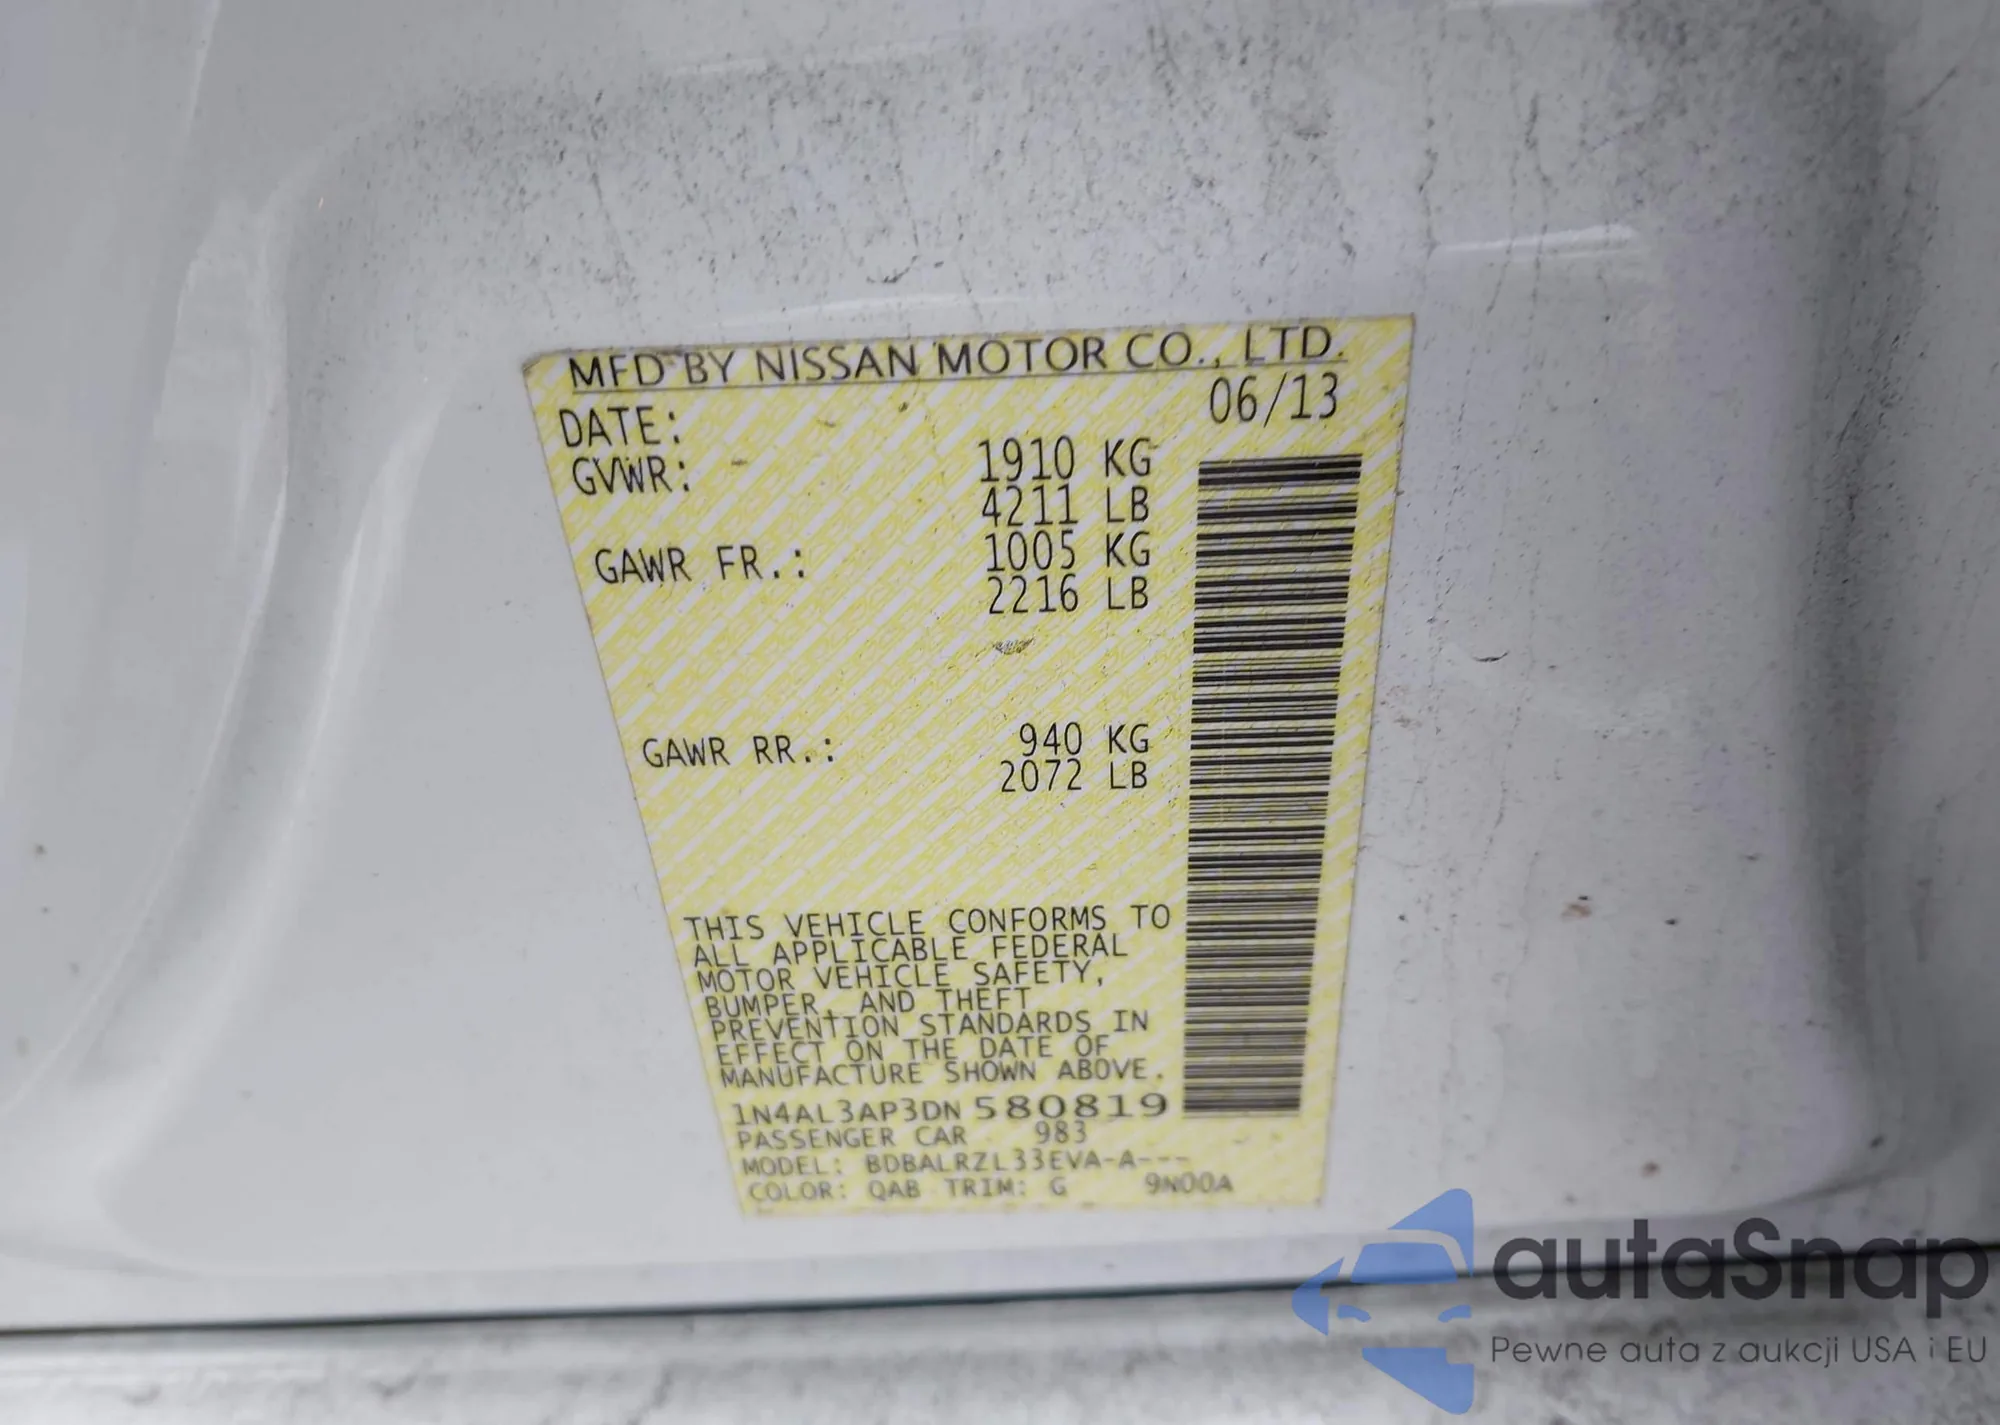 MFD BY NISSAN MOTOR CO., LTD.
DATE: 06/13
GVWR: 1910 KG
4211 LB
GAWR FR.: 1005 KG
2216 LB
GAWR RR.: 940 KG
2072 LB
THIS VEHICLE CONFORMS TO
ALL APPLICABLE FEDERAL
MOTOR VEHICLE SAFETY,
BUMPER, AND THEFT
PREVENTION STANDARDS IN
EFFECT ON THE DATE OF
MANUFACTURE SHOWN ABOVE.
1N4AL3AP3DN 580819
PASSENGER CAR 983
MODEL: BDBALRZL33EVA-A---
COLOR: QAB TRIM: G 9N00A
autaSnap
Pewne auta z aukcji USA i EU